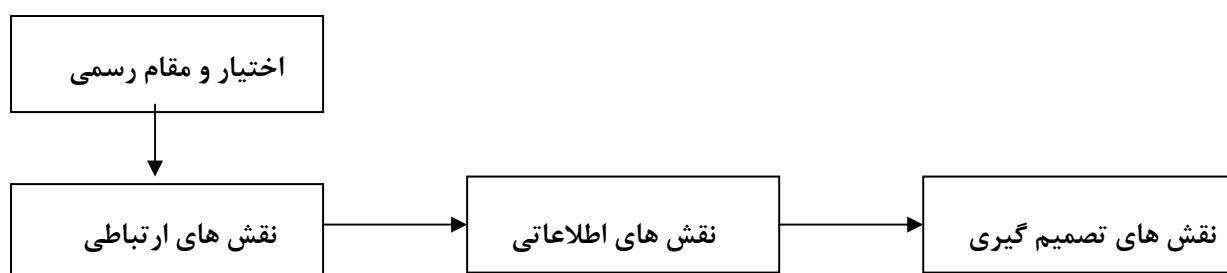 اختیار و مقام رسمی
نقش های ارتباطی
نقش های اطلاعاتی
نقش های تصمیم گیری